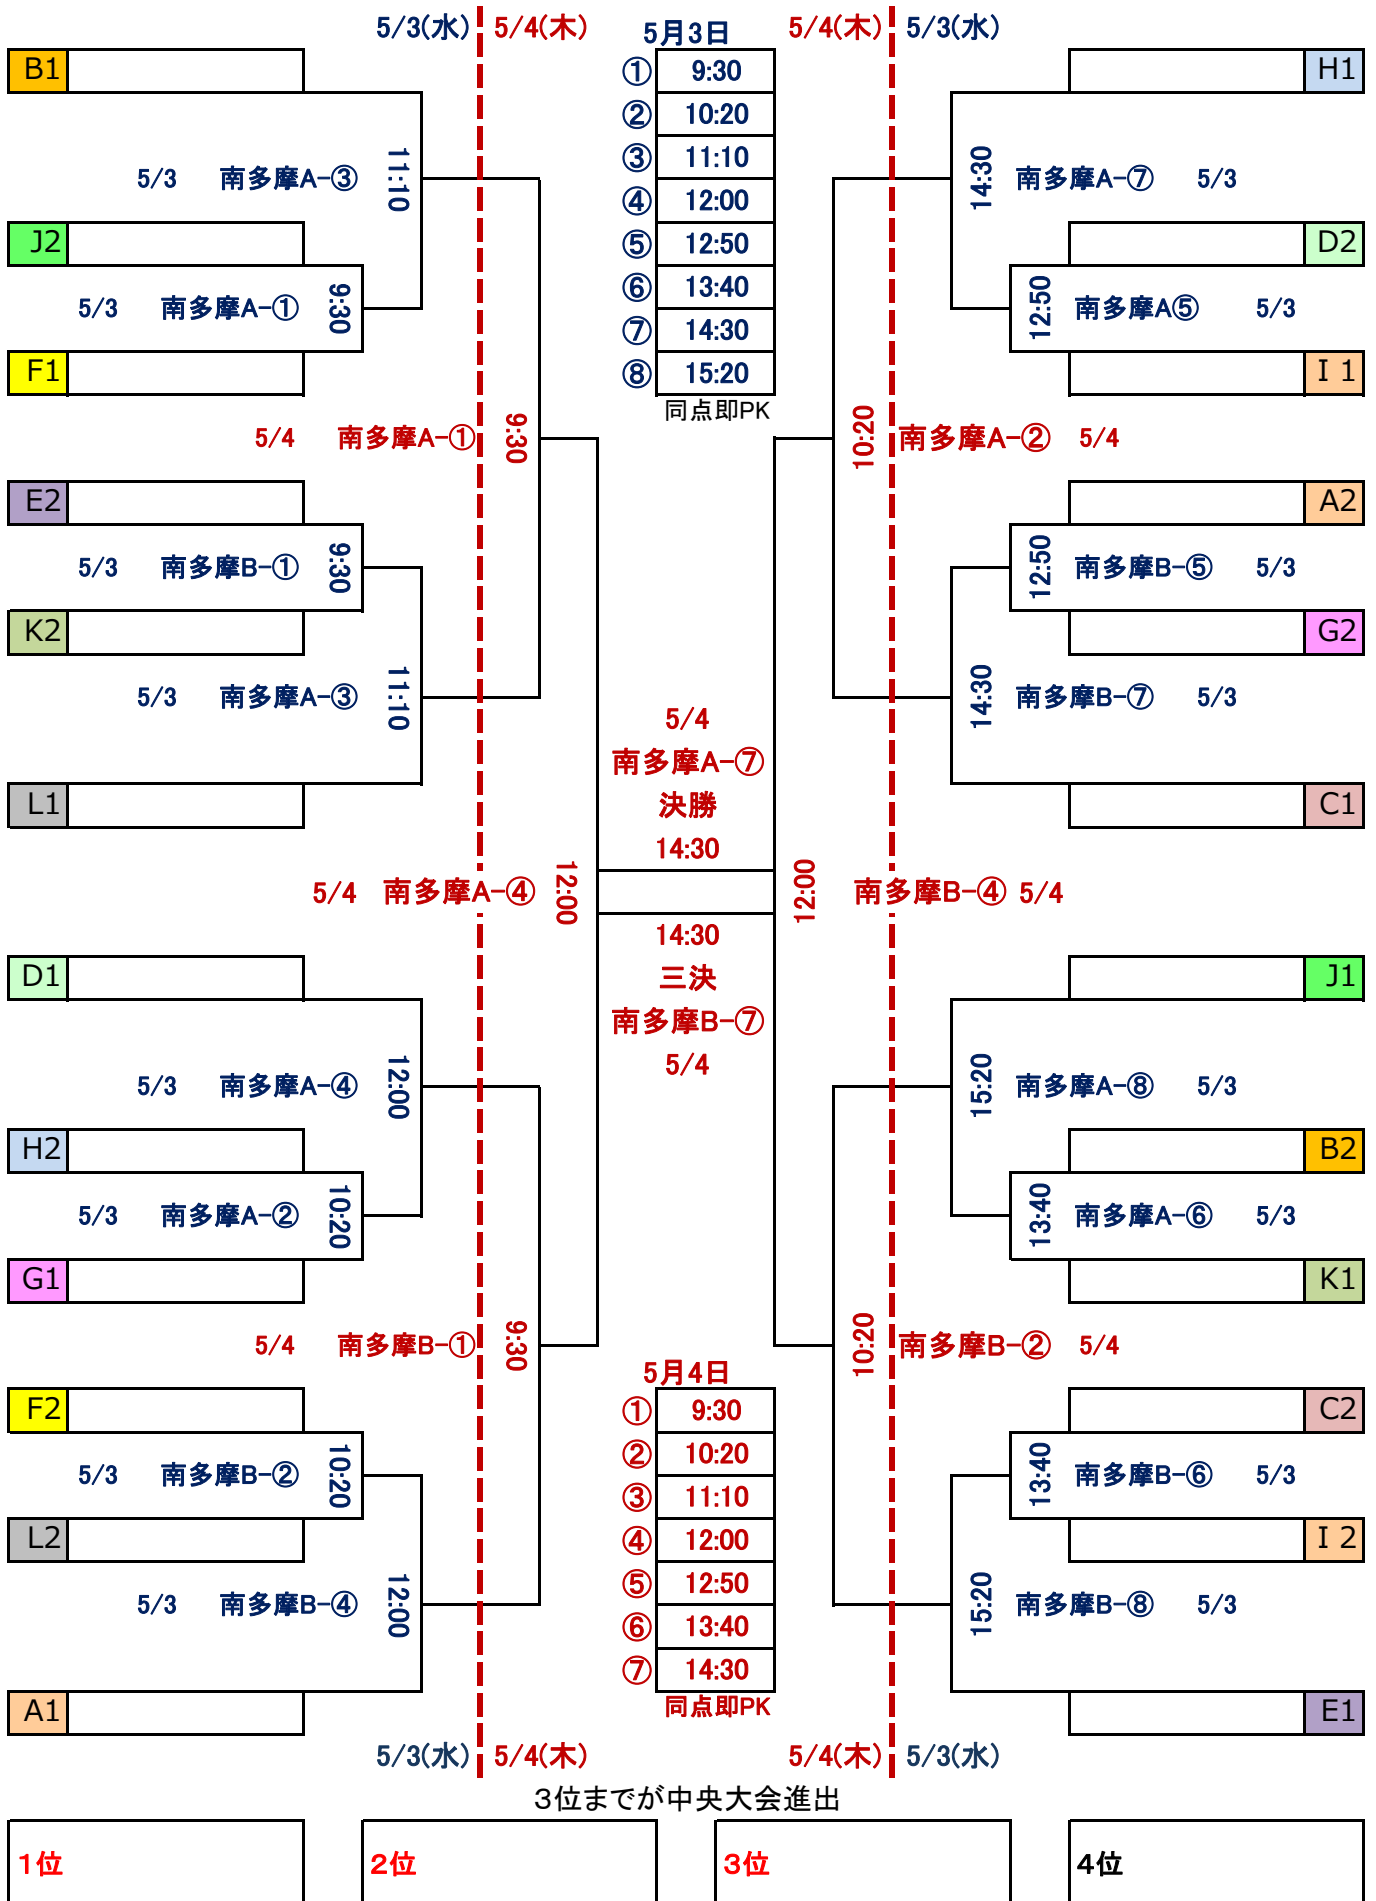 5/3(水) 5/4(木) 5月3日 5/4(木) 5/3(水)
B1 ① 9:30 H1
② 10:20
5/3 南多摩A-③ 11:10 ③ 11:10 14:30 南多摩A-⑦ 5/3
④ 12:00
J2 ⑤ 12:50 D2
5/3 南多摩A-① 9:30 ⑥ 13:40 12:50 南多摩A⑤ 5/3
⑦ 14:30
F1 ⑧ 15:20 I 1
同点即PK
5/4 南多摩A-① 9:30 10:20 南多摩A-② 5/4
E2 A2
5/3 南多摩B-① 9:30 12:50 南多摩B-⑤ 5/3
K2 G2
5/3 南多摩A-③ 11:10 14:30 南多摩B-⑦ 5/3
5/4
南多摩A-⑦
L1 決勝 C1
14:30
5/4 南多摩A-④ 12:00 12:00 南多摩B-④ 5/4
14:30
D1 三決 J1
南多摩B-⑦
5/4
5/3 南多摩A-④ 12:00 15:20 南多摩A-⑧ 5/3
H2 B2
5/3 南多摩A-② 10:20 13:40 南多摩A-⑥ 5/3
G1 K1
5/4 南多摩B-① 9:30 10:20 南多摩B-② 5/4
5月4日
F2 ① 9:30 C2
② 10:20
5/3 南多摩B-② 10:20 13:40 南多摩B-⑥ 5/3
③ 11:10
L2 ④ 12:00 I 2
⑤ 12:50
5/3 南多摩B-④ 12:00 15:20 南多摩B-⑧ 5/3
⑥ 13:40
⑦ 14:30
A1 同点即PK E1
5/3(水) 5/4(木) 5/4(木) 5/3(水)
3位までが中央大会進出
1位 2位 3位 4位